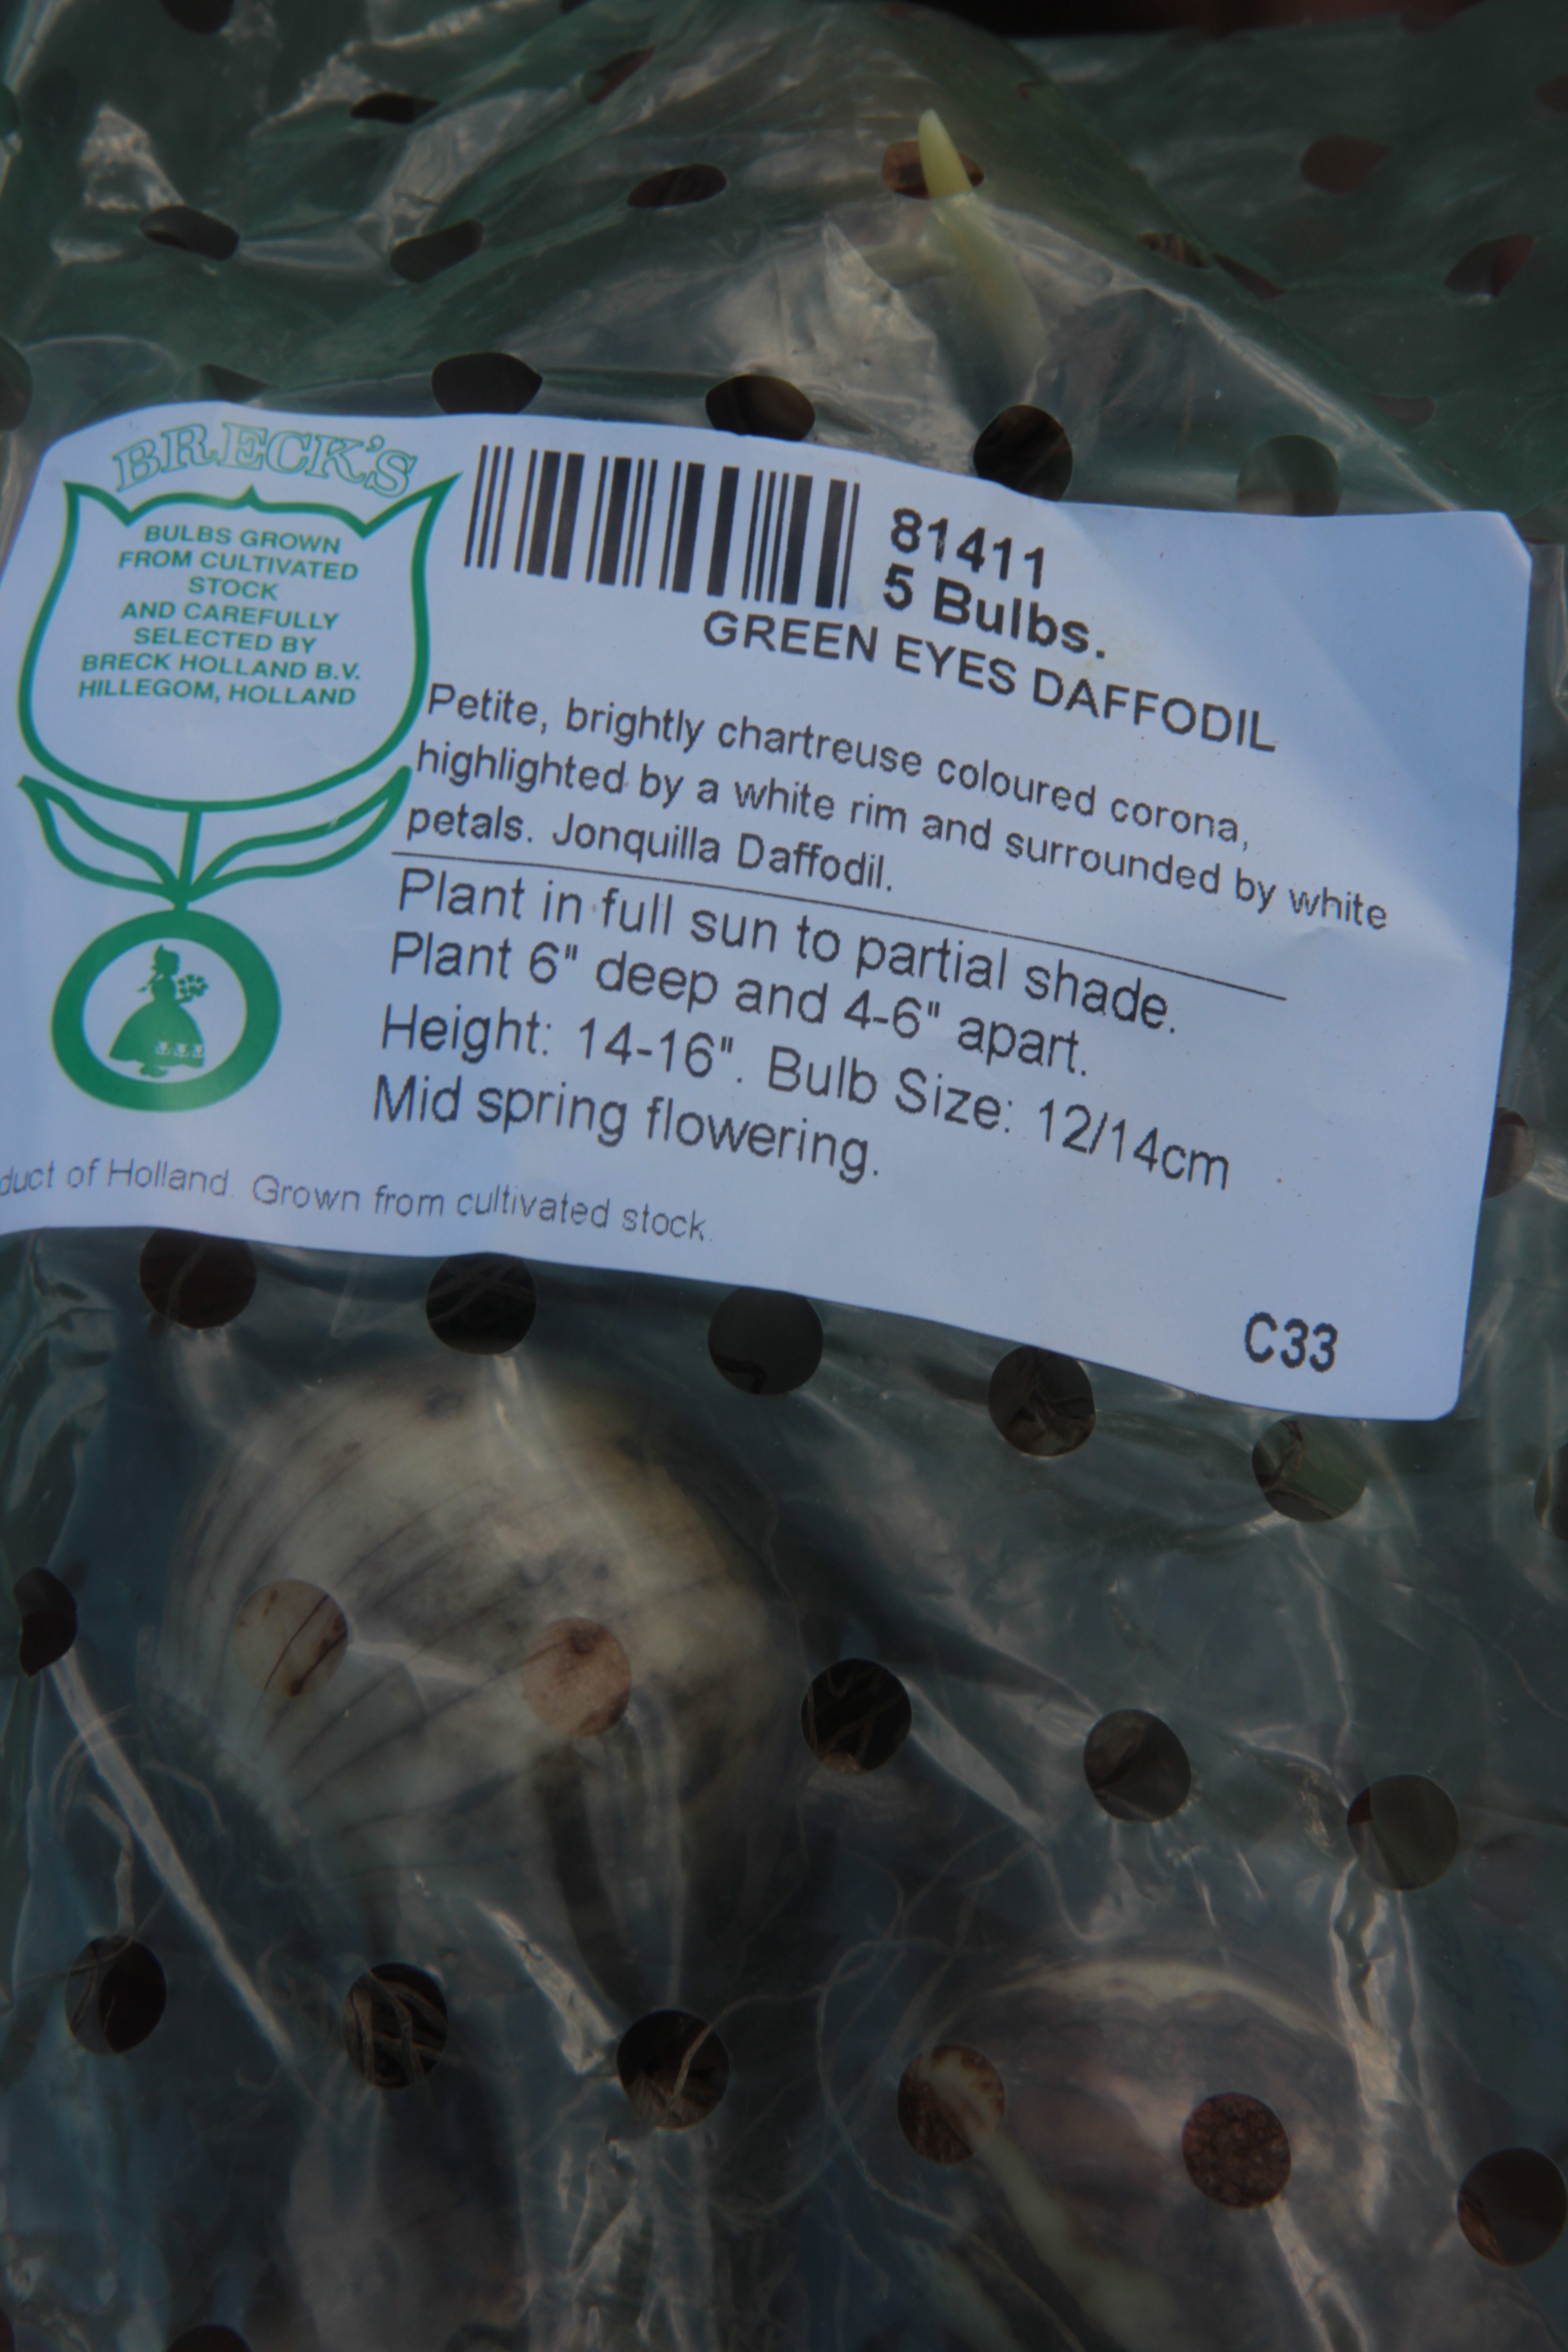 BRECK'S
BULBS GROWN
FROM CULTIVATED
STOCK
AND CAREFULLY
SELECTED BY
BRECK HOLLAND B.V.
HILLEGOM, HOLLAND
81411
5 Bulbs.
GREEN EYES DAFFODIL
Petite, brightly chartreuse coloured corona,
highlighted by a white rim and surrounded by white
petals. Jonquilla Daffodil.
Plant in full sun to partial shade.
Plant 6" deep and 4-6" apart.
Height: 14-16". Bulb Size: 12/14cm
Mid spring flowering.
duct of Holland. Grown from cultivated stock.
C33